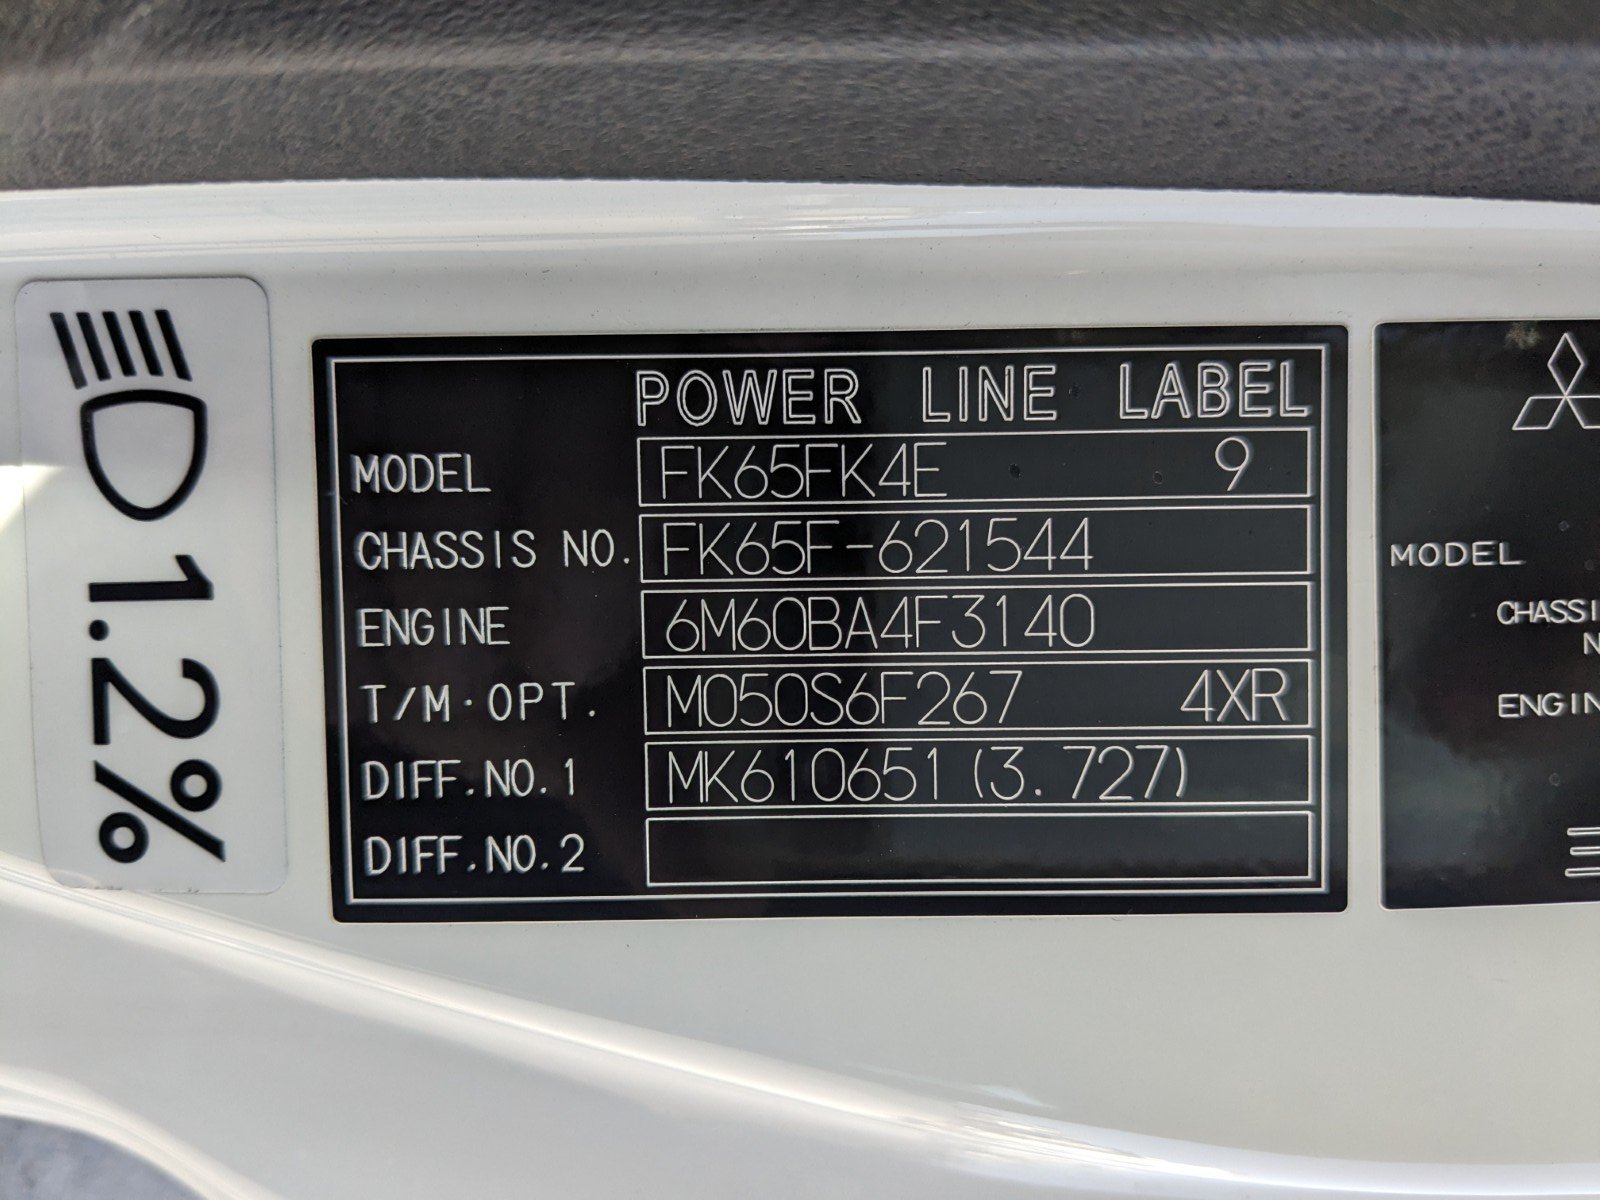 1.2%
POWER LINE LABEL
MODEL FK65FK4E 9
CHASSIS NO. FK65F-621544
ENGINE 6M60BA4F3140
T/M·OPT. M050S6F267 4XR
DIFF.NO.1 MK610651(3.727)
DIFF.NO.2
MODEL
CHASSI
N
ENGIN